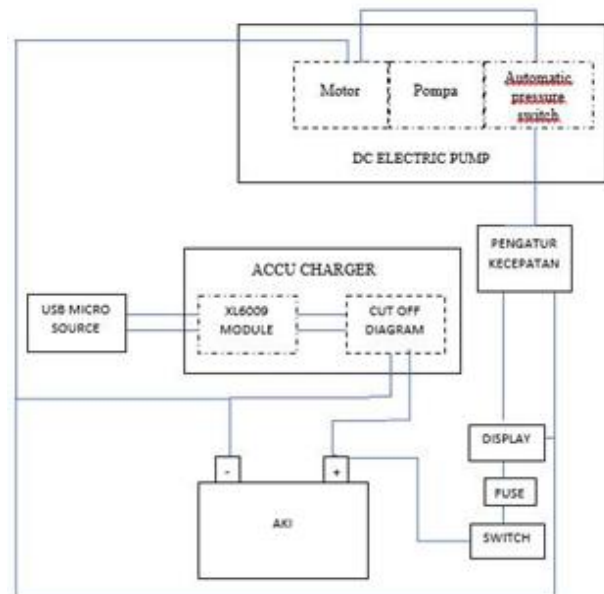 Motor
Pompa
Automatic
pressure
switch
DC ELECTRIC PUMP
PENGATUR
KECEPATAN
ACCU CHARGER
USB MICRO
SOURCE
XL6009
MODULE
CUT OFF
DIAGRAM
DISPLAY
FUSE
SWITCH
-
+
AKI